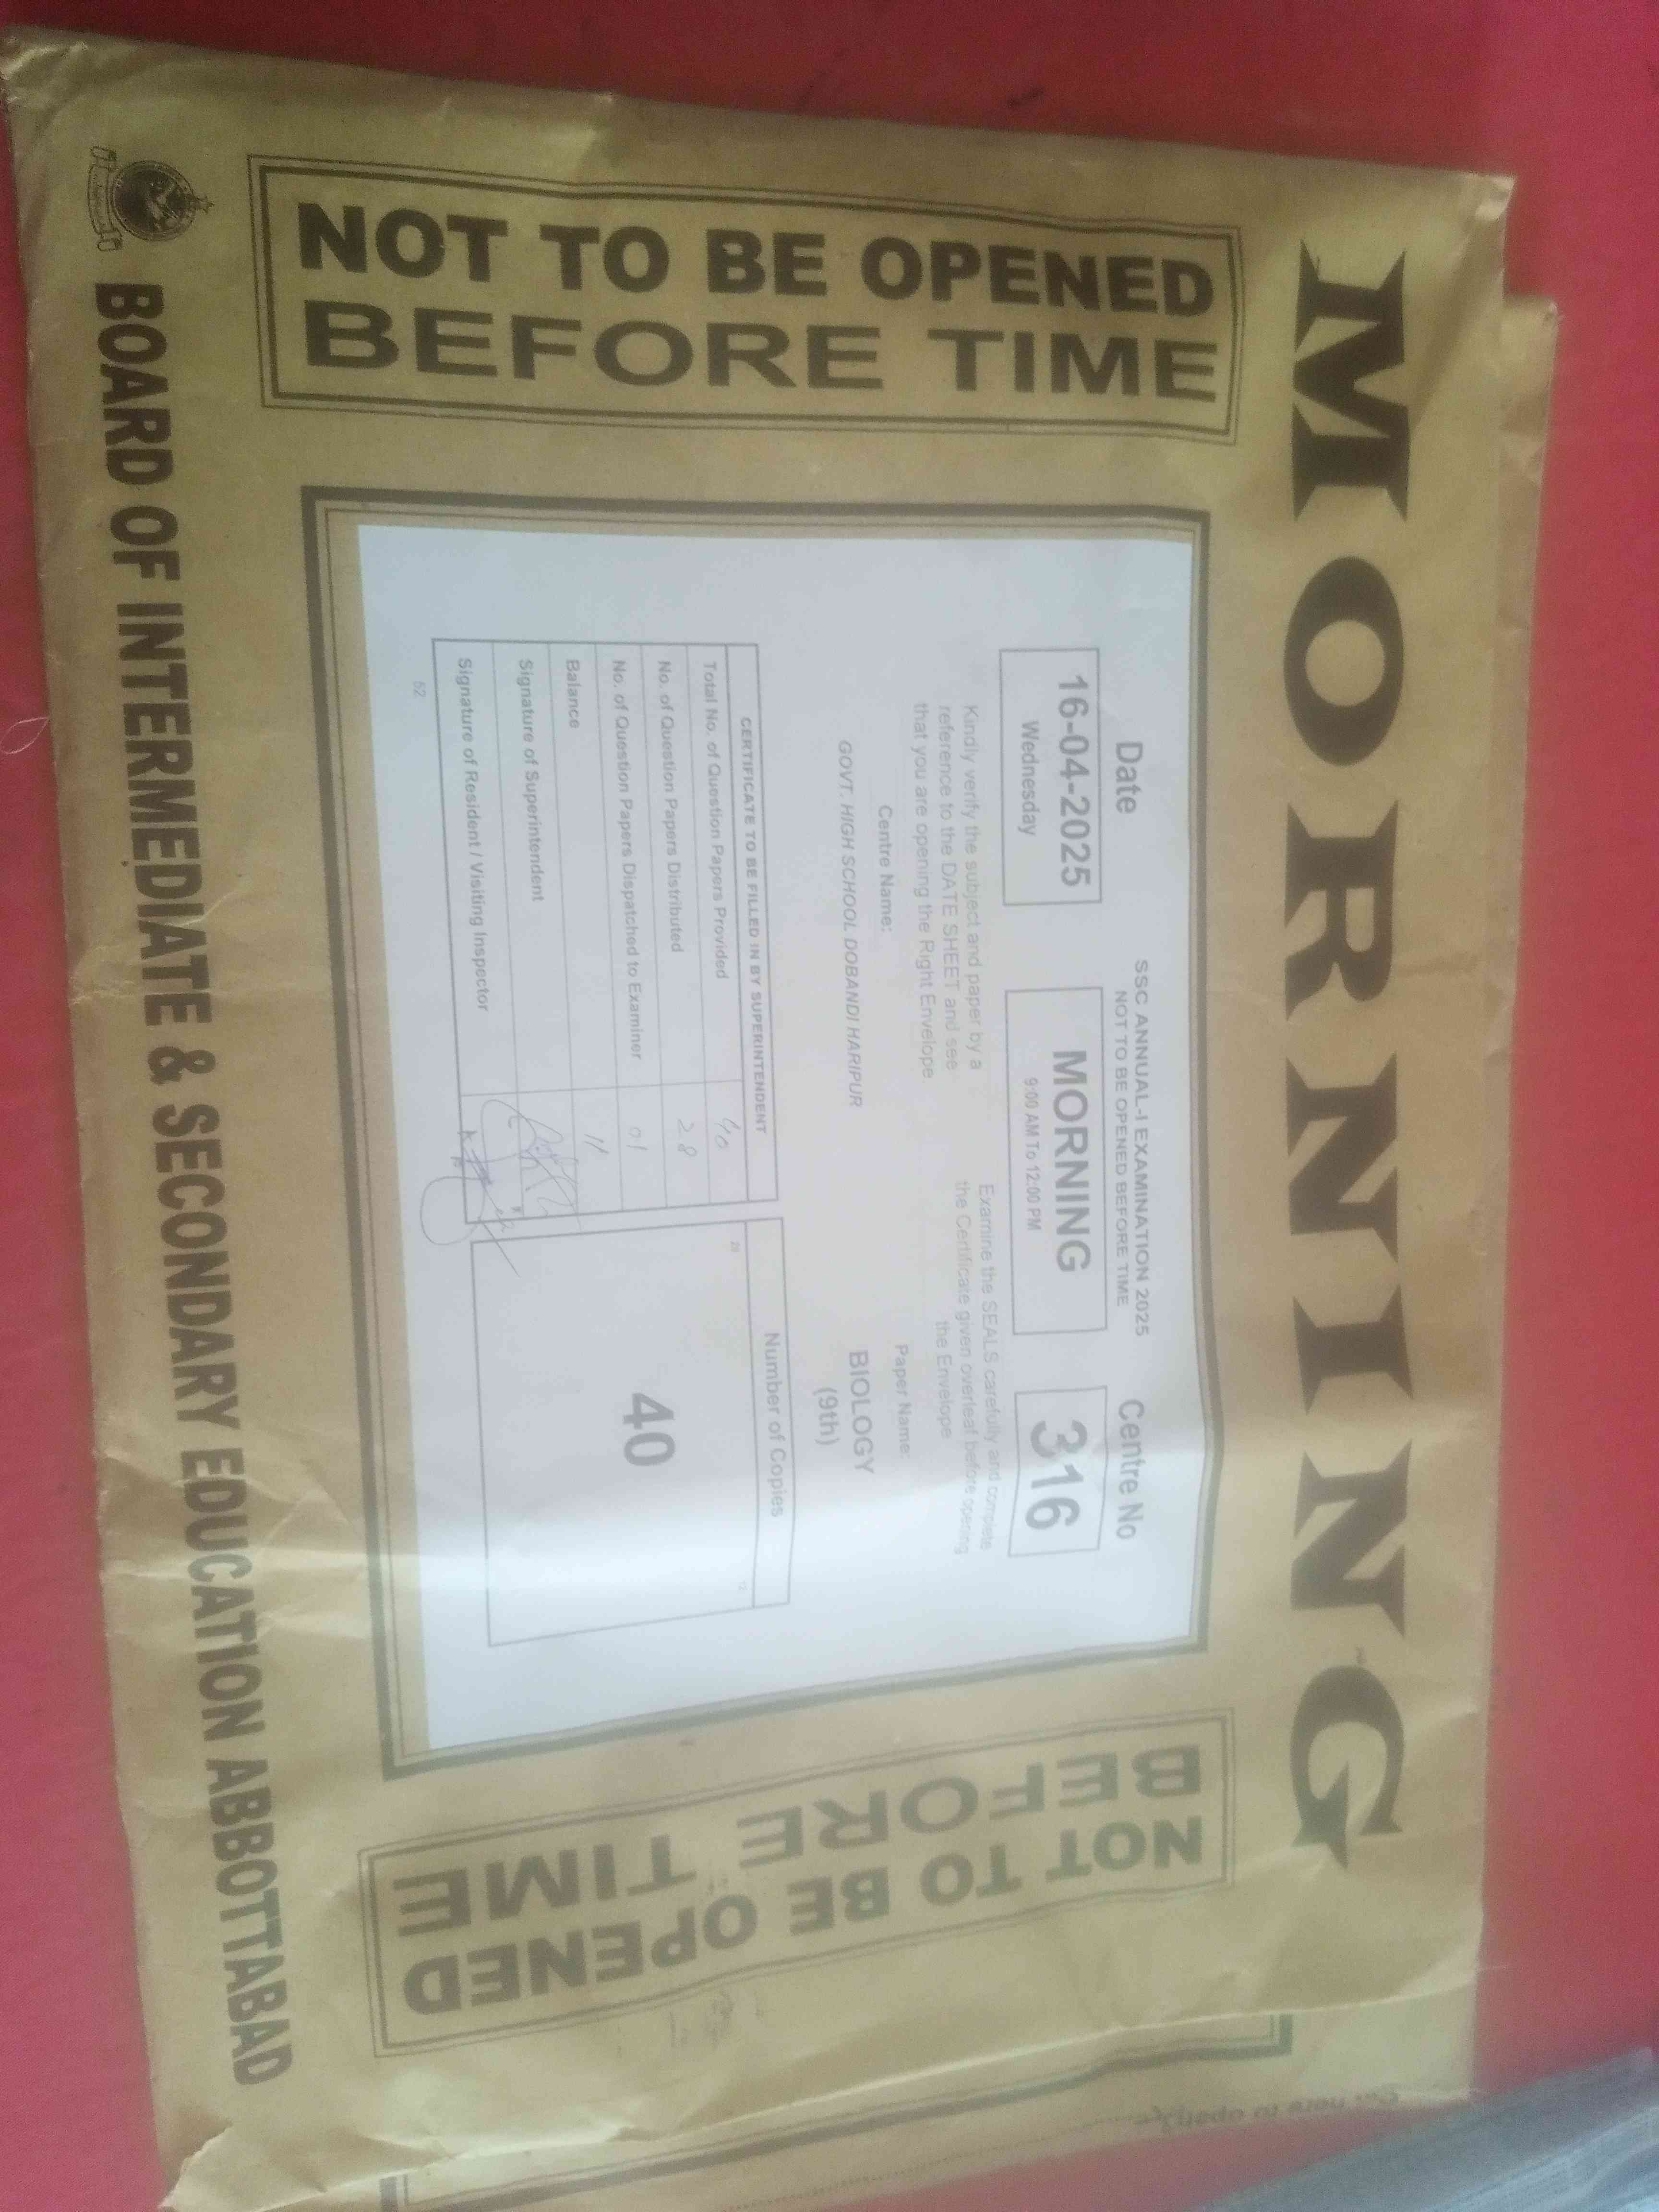 MORNING
NOT TO BE OPENED
BEFORE TIME
Date
16-04-2025
Wednesday
SSC ANNUAL-I EXAMINATION 2025
NOT TO BE OPENED BEFORE TIME
MORNING
9:00 AM To 12:00 PM
Centre No
316
Kindly verify the subject and paper by a
reference to the DATE SHEET and see
that you are opening the Right Envelope
Examine the SEALS carefully and complete
the Certificate given overleaf before opening
the Envelope
Centre Name:
GOVT. HIGH SCHOOL DOBANDI HARIPUR
Paper Name:
BIOLOGY
(9th)
CERTIFICATE TO BE FILLED IN BY SUPERINTENDENT
Total No. of Question Papers Provided 40
No. of Question Papers Distributed 28
No. of Question Papers Dispatched to Examiner 01
Balance 11
Signature of Superintendent
Signature of Resident / Visiting Inspector
52
Number of Copies
40
NOT TO BE OPENED
BEFORE TIME
BOARD OF INTERMEDIATE & SECONDARY EDUCATION ABBOTTABAD